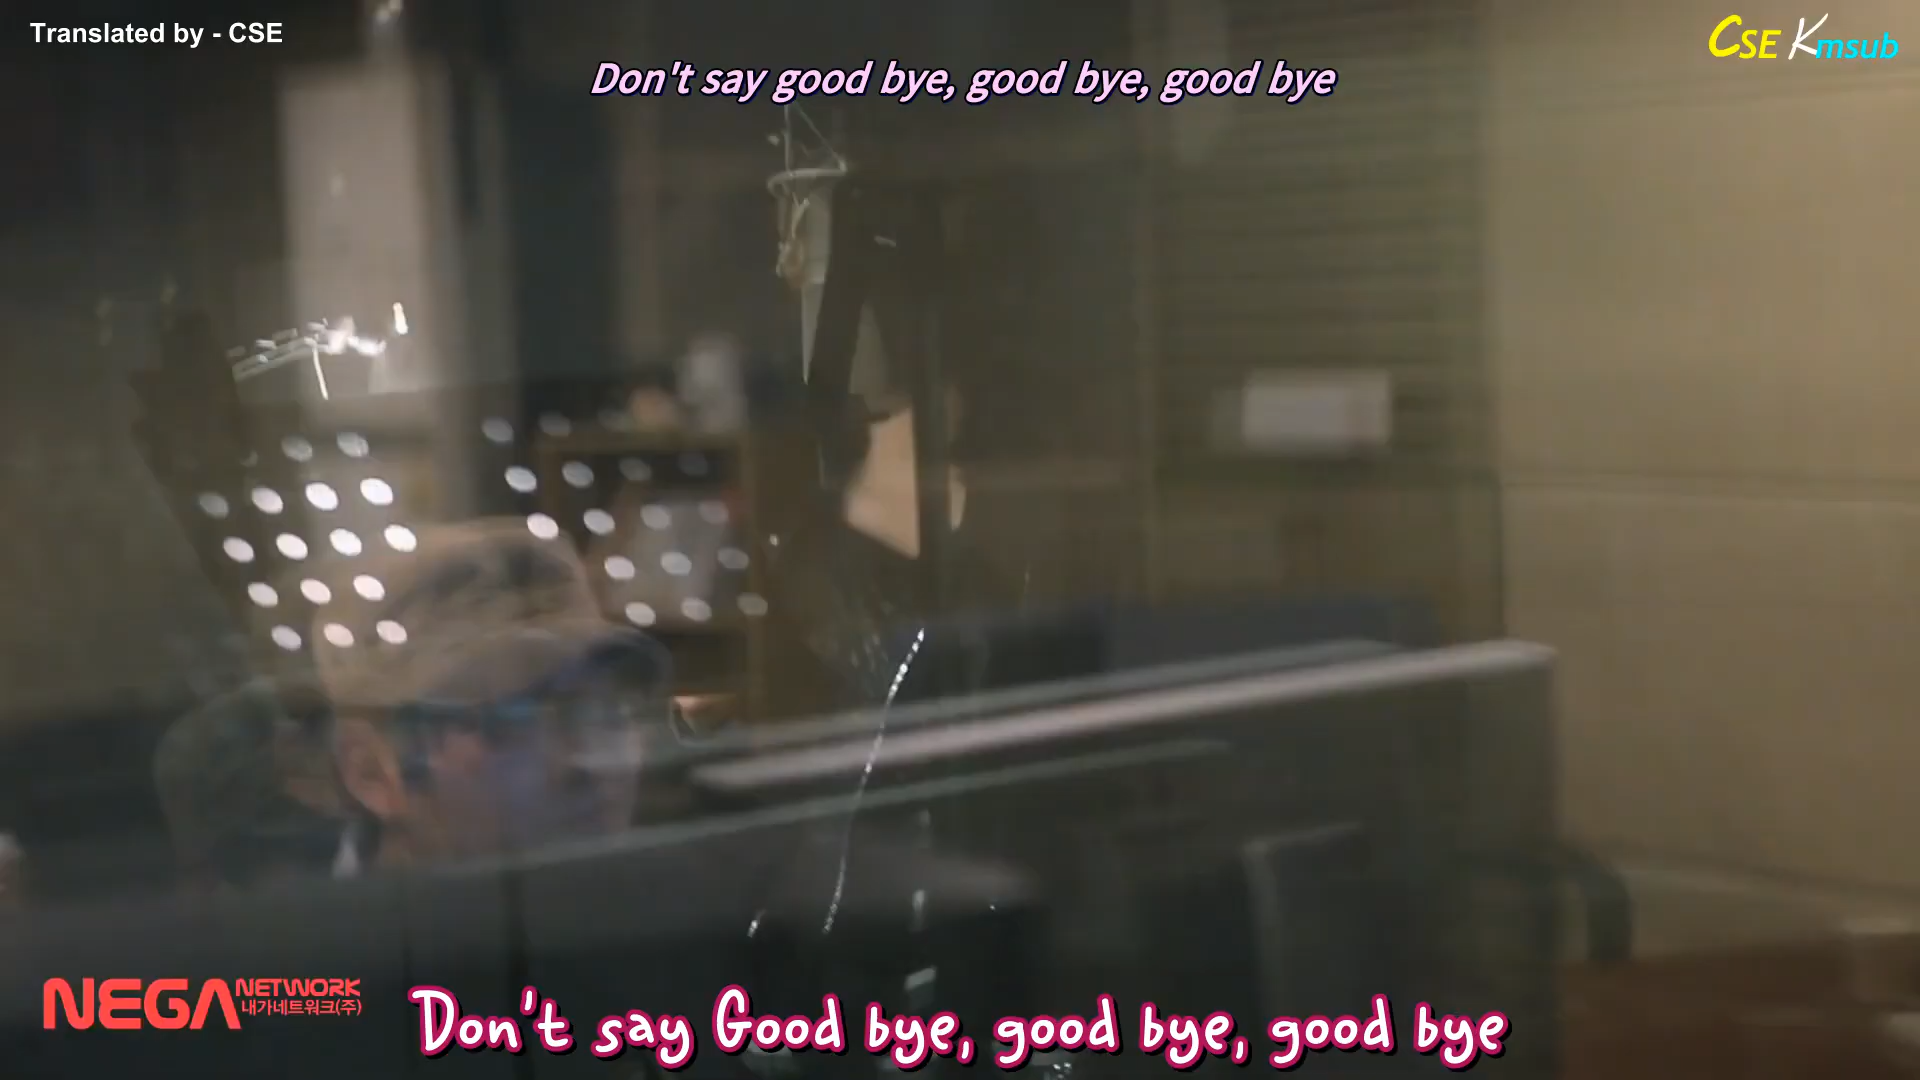 Translated by - CSE
CSE Kmsub
Don't say good bye, good bye, good bye
NEGA NETWORK
내가네트워크(주)
Don't say Good bye, good bye, good bye